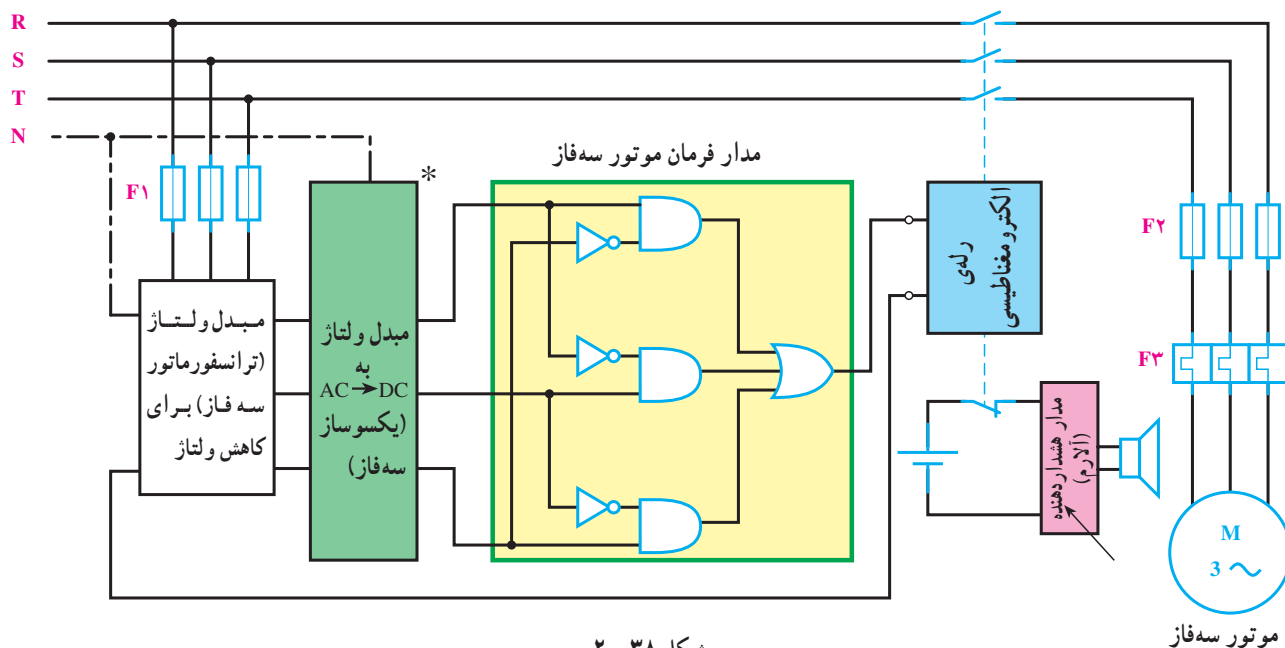 R
S
T
N
F۱
*
مدار فرمان موتور سه‌فاز
مبدل ولتاژ
(ترانسفورماتور
سه فاز) برای
کاهش ولتاژ
مبدل ولتاژ
به
AC → DC
(یکسوساز
سه‌فاز)
رله‌ی
الکترومغناطیسی
مدار هشداردهنده
(آلارم)
F۲
F۳
M
3 ~
موتور سه‌فاز